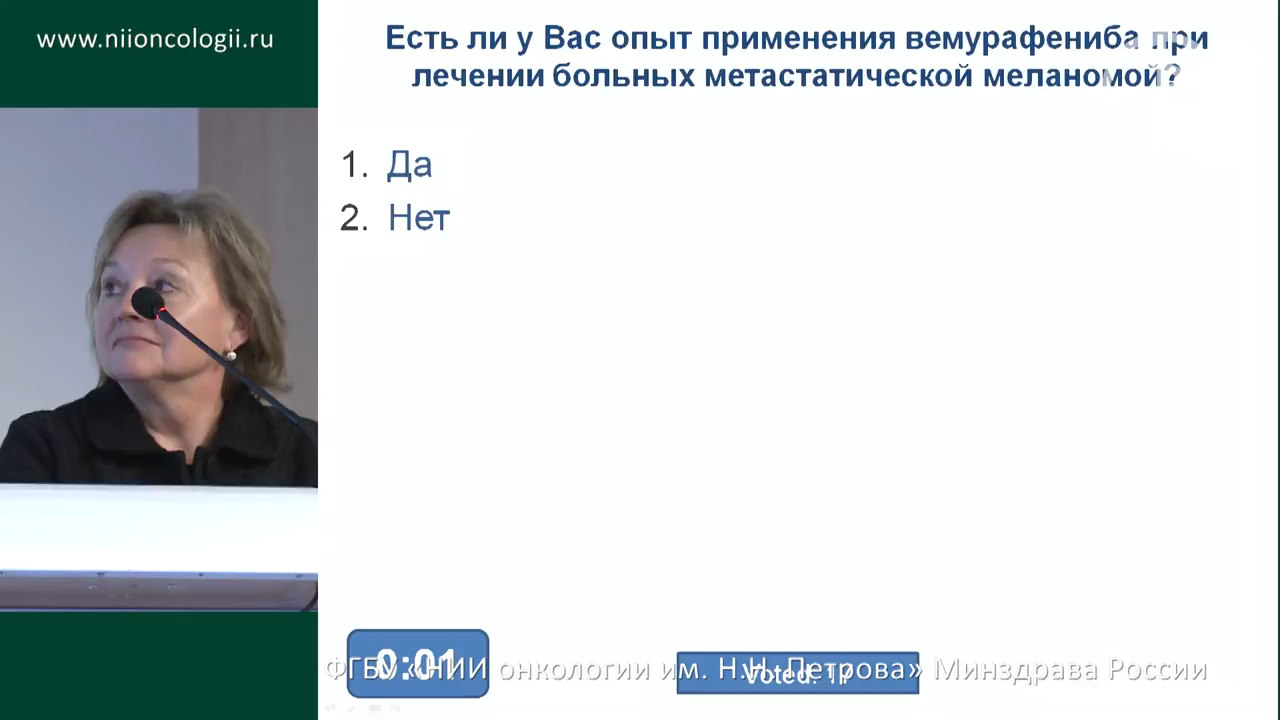 www.niioncologii.ru
Есть ли у Вас опыт применения вемурафениба при
лечении больных метастатической меланомой?
1. Да
2. Нет
0:01
Voted:
ФГБУ «НИИ онкологии им. Н.Н. Петрова» Минздрава России